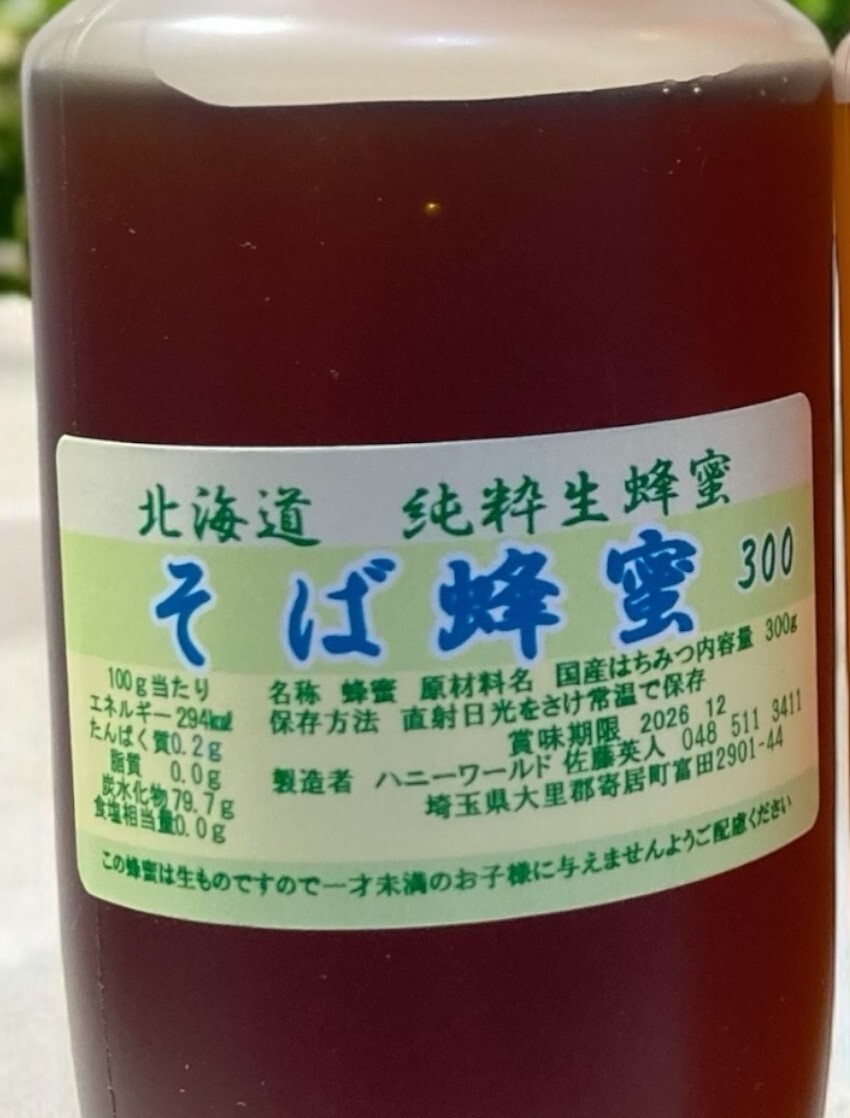 北海道　純粋生蜂蜜
そば蜂蜜 300
100g当たり
エネルギー294kcal
たんぱく質0.2g
脂質 0.0g
炭水化物79.7g
食塩相当量0.0g
名称 蜂蜜 原材料名 国産はちみつ内容量 300g
保存方法 直射日光をさけ常温で保存
賞味期限 2026 12
製造者 ハニーワールド 佐藤英人 048 511 3411
埼玉県大里郡寄居町富田2901-44
この蜂蜜は生ものですので一才未満のお子様に与えませんようご配慮ください